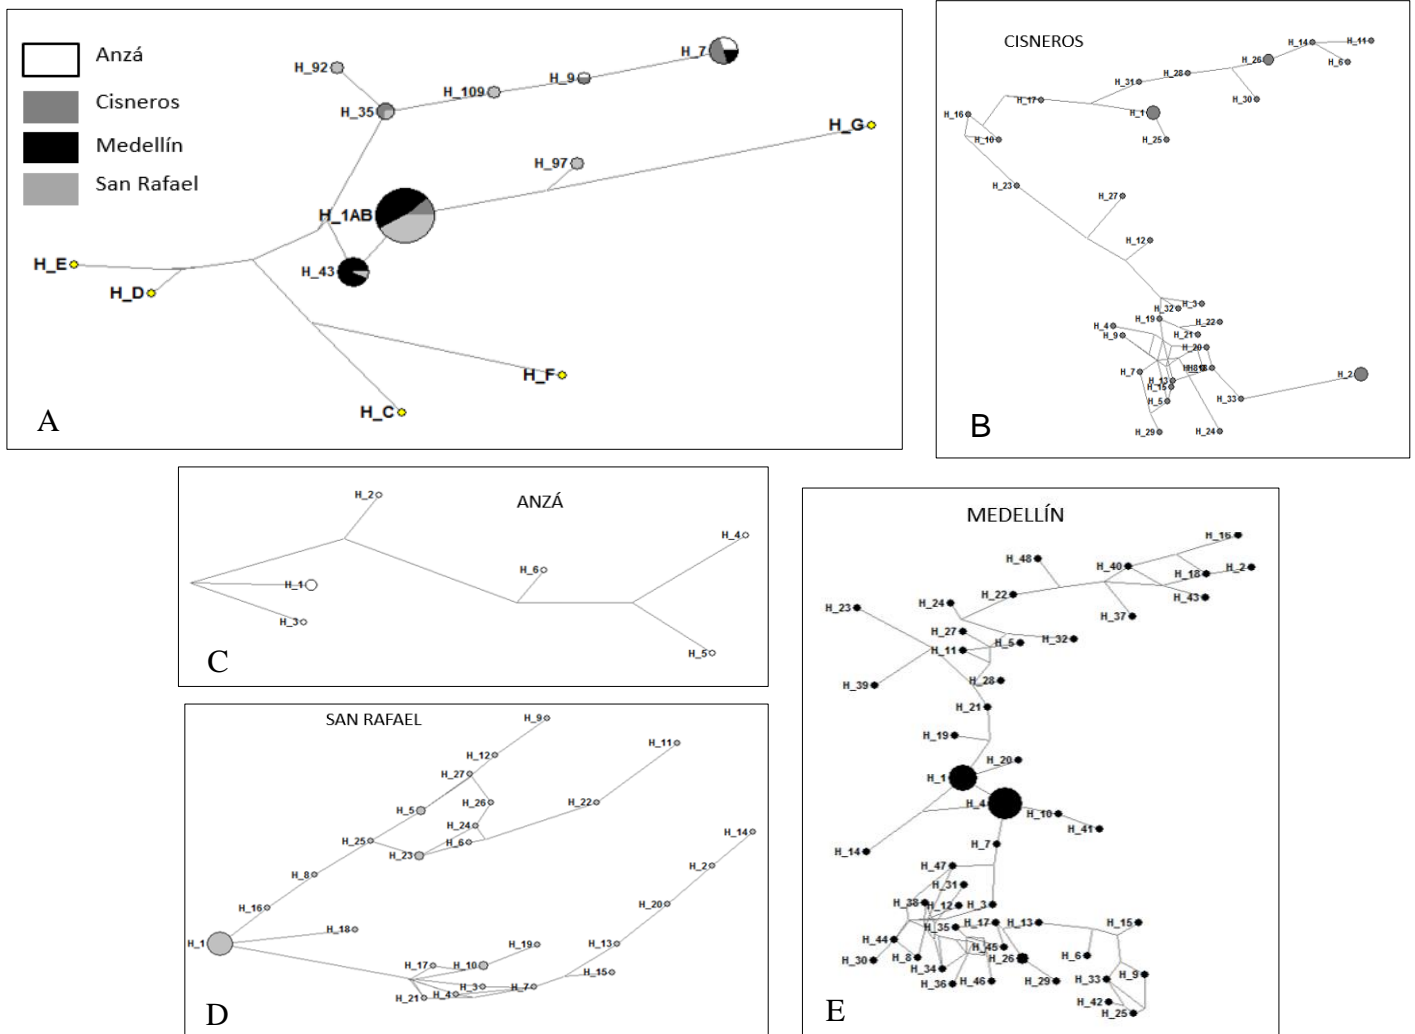 Anzá
Cisneros
Medellín
San Rafael
H_92
H_7
H_9
H_109
H_35
H_G
H_97
H_1AB
H_E
H_43
H_D
H_F
H_C
A
CISNEROS
H_14
H_11
H_26
H_6
H_28
H_31
H_30
H_17
H_16
H_1
H_10
H_25
H_23
H_27
H_12
H_3
H_32
H_19
H_22
H_4
H_21
H_9
H_20
H_7
H_13
H_2
H_15
H_5
H_33
H_29
H_24
B
ANZÁ
H_2
H_4
H_6
H_1
H_3
H_5
C
SAN RAFAEL
H_9
H_11
H_12
H_27
H_26
H_22
H_5
H_24
H_14
H_25
H_6
H_23
H_2
H_8
H_16
H_20
H_18
H_1
H_19
H_13
H_17
H_10
H_15
H_3
H_7
H_4
H_21
D
MEDELLÍN
H_16
H_48
H_40
H_18
H_2
H_22
H_43
H_24
H_23
H_37
H_27
H_32
H_5
H_11
H_28
H_39
H_21
H_19
H_20
H_1
H_4
H_10
H_41
H_7
H_14
H_47
H_31
H_38
H_12
H_3
H_17
H_13
H_15
H_35
H_44
H_45
H_6
H_8
H_26
H_30
H_34
H_9
H_33
H_36
H_46
H_29
H_42
H_25
E